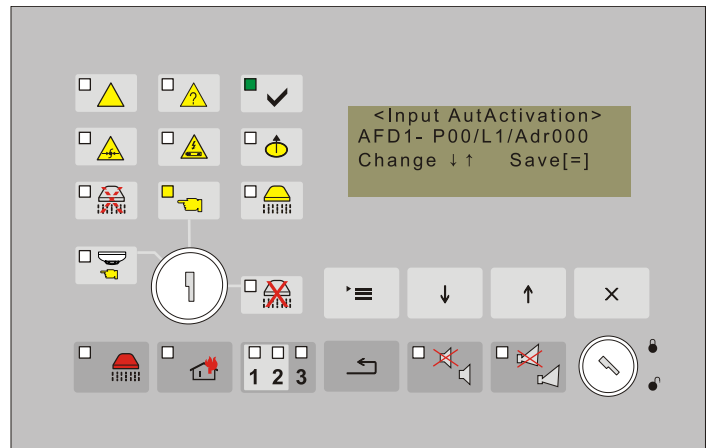 ?
<Input AutActivation>
AFD1- P00/L1/Adr000
Change ↓↑ Save[=]
1 2 3